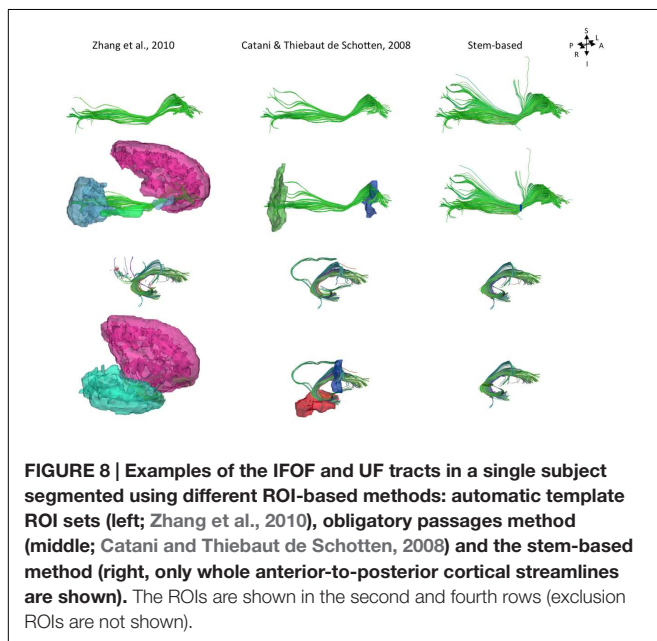 Zhang et al., 2010 Catani & Thiebaut de Schotten, 2008 Stem-based
S
L
P A
R
I
FIGURE 8 | Examples of the IFOF and UF tracts in a single subject
segmented using different ROI-based methods: automatic template
ROI sets (left; Zhang et al., 2010), obligatory passages method
(middle; Catani and Thiebaut de Schotten, 2008) and the stem-based
method (right, only whole anterior-to-posterior cortical streamlines
are shown). The ROIs are shown in the second and fourth rows (exclusion
ROIs are not shown).